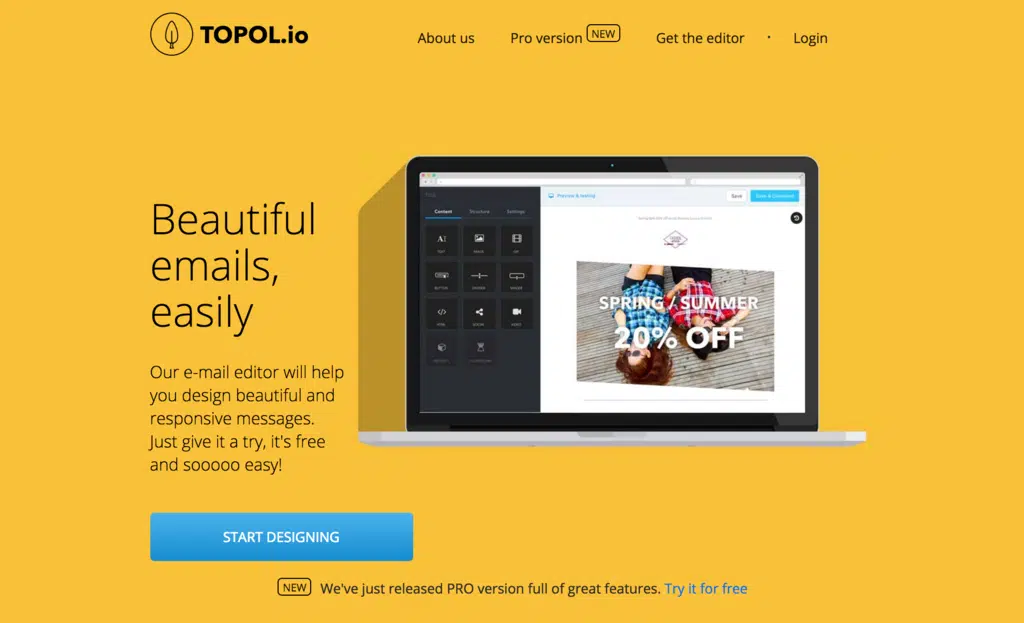 TOPOL.io
About us
Pro version NEW
Get the editor
·
Login
Beautiful
emails,
easily
Our e-mail editor will help
you design beautiful and
responsive messages.
Just give it a try, it's free
and sooooo easy!
Content Structure Settings
Preview & testing
Save
SPRING / SUMMER
20% OFF
START DESIGNING
NEW We've just released PRO version full of great features. Try it for free